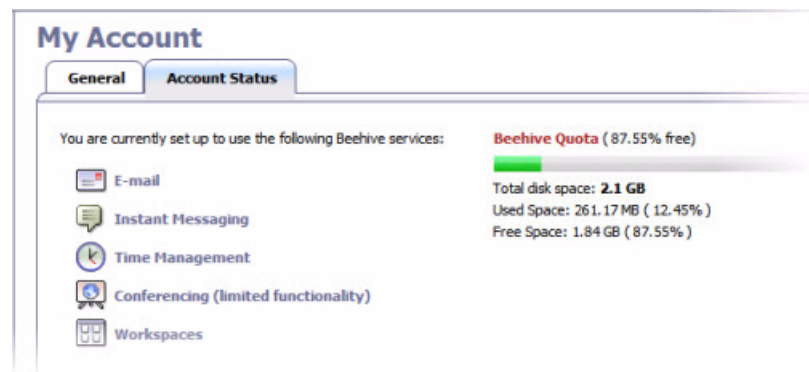 My Account
General
Account Status
You are currently set up to use the following Beehive services:
E-mail
Instant Messaging
Time Management
Conferencing (limited functionality)
Workspaces
Beehive Quota ( 87.55% free)
Total disk space: 2.1 GB
Used Space: 261.17 MB ( 12.45% )
Free Space: 1.84 GB ( 87.55% )